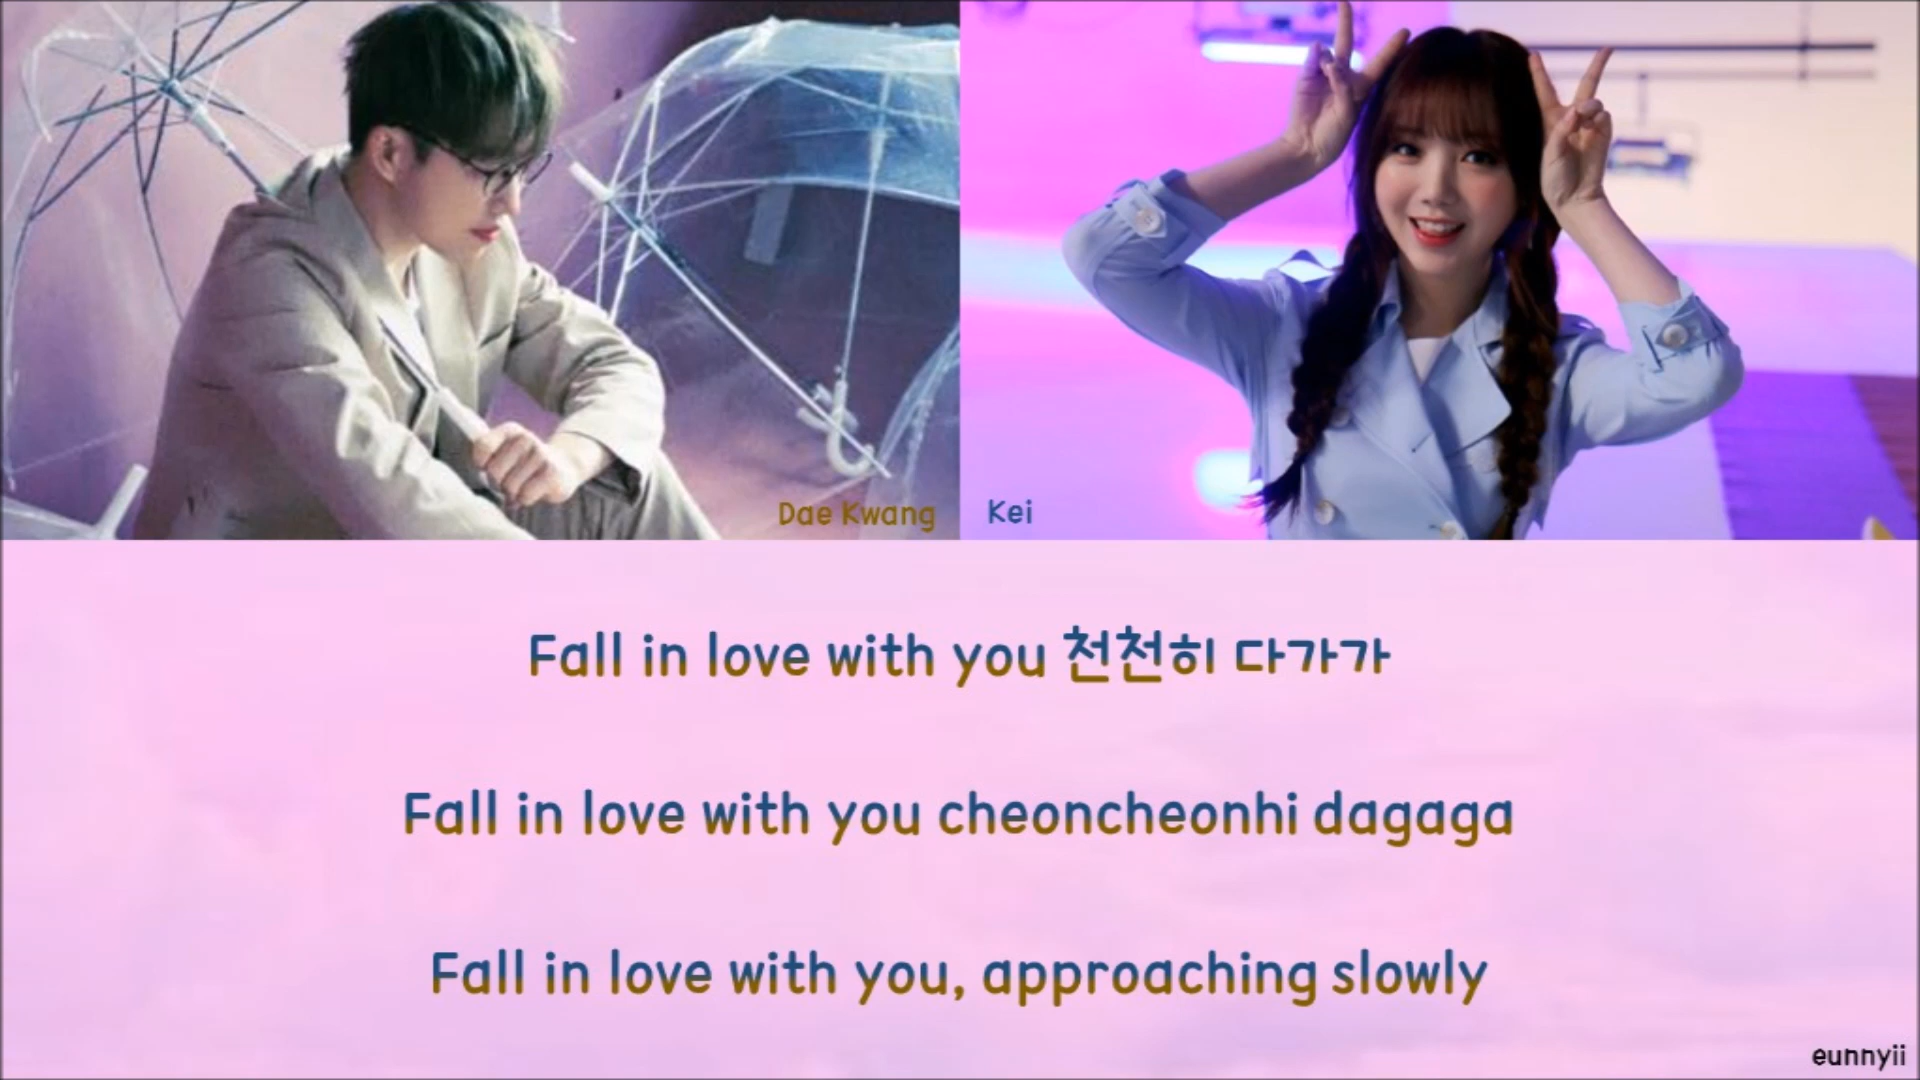 Dae Kwang
Kei
Fall in love with you 천천히 다가가
Fall in love with you cheoncheonhi dagaga
Fall in love with you, approaching slowly
eunnyii